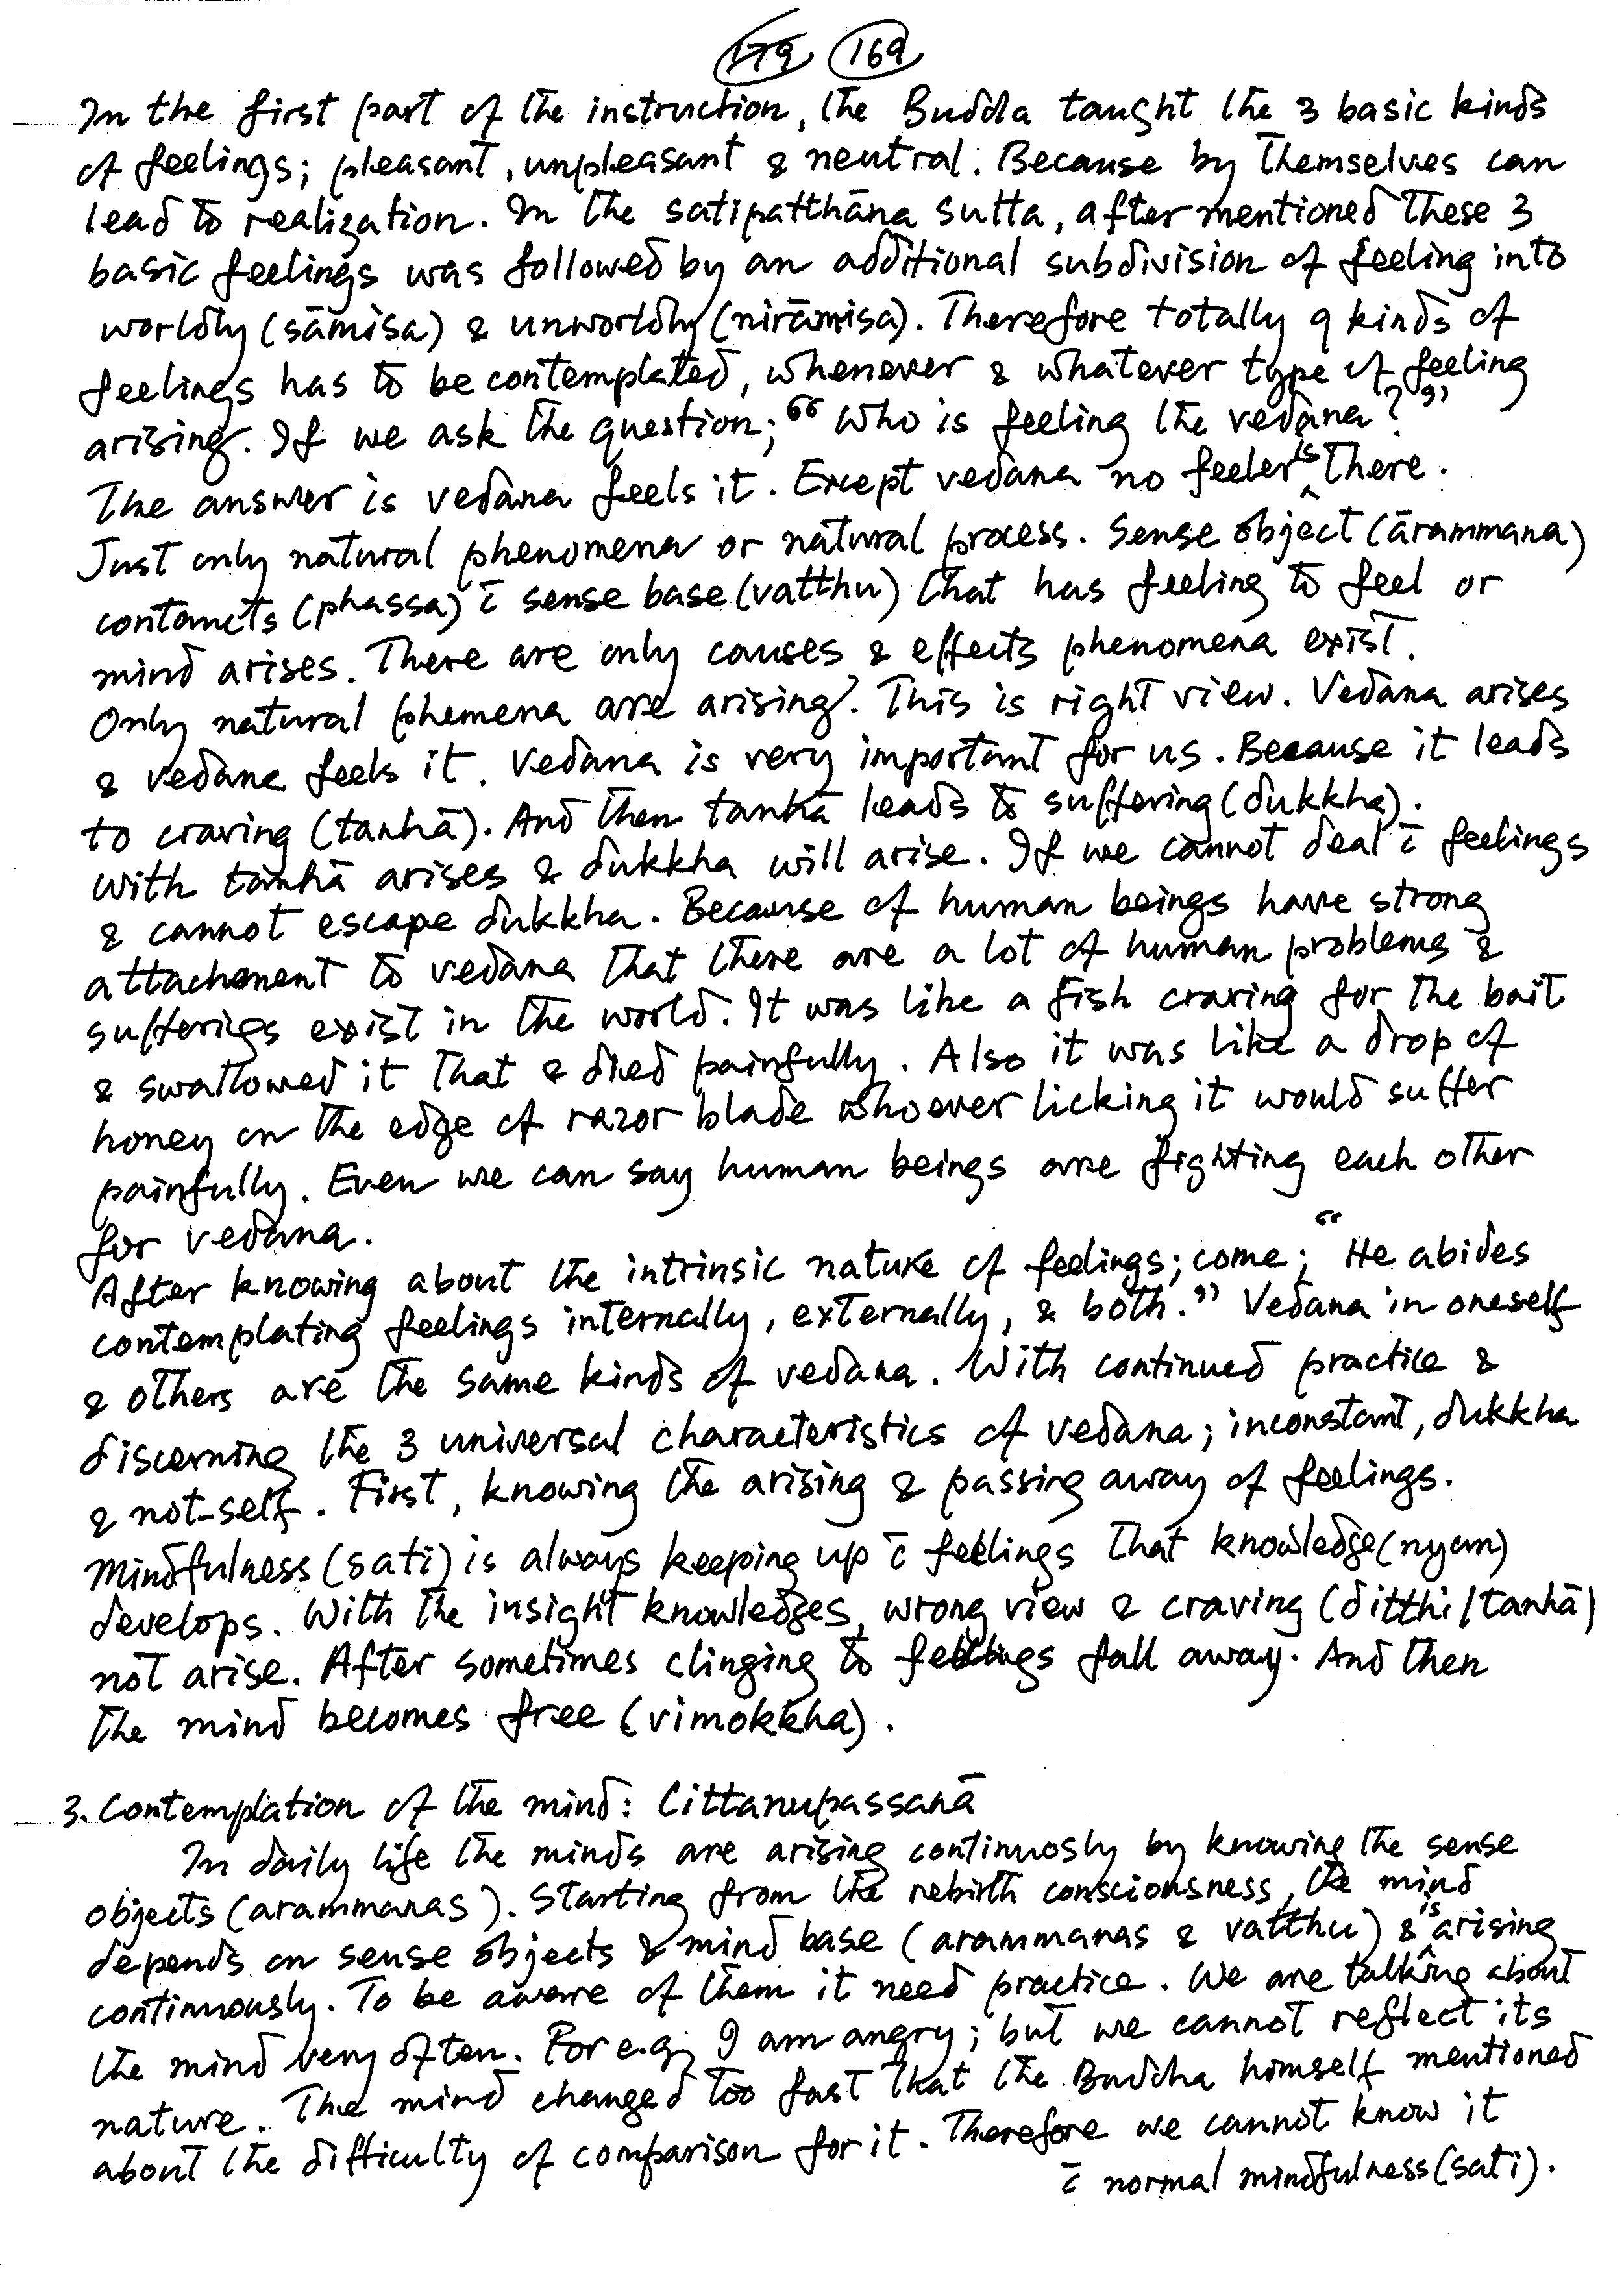 179 169
In the first part of the instruction, the Buddla taught the 3 basic kinds
of feelings; pleasant, unpleasant & neutral. Because by themselves can
lead to realization. In the satipatthāna sutta, after mentioned these 3
basic feelings was followed by an additional subdivision of feeling into
worldly (sāmisa) & unworldly (nirāmisa). Therefore totally 9 kinds of
feelings has to be contemplated, whenever & whatever type of feeling
arising. If we ask the question; “Who is feeling the vedana?”
The answer is vedana feels it. Except vedana no feeler is there.
Just only natural phenomena or natural process. Sense object (ārammana)
contancts (phassa) c̄ sense base (vatthu) that has feeling to feel or
mind arises. There are only causes & effects phenomena exist.
Only natural phemena are arising. This is right view. Vedana arises
& vedana feels it. Vedana is very important for us. Because it leads
to craving (tanhā). And then tanhā leads to suffering (dukkha).
with tanhā arises & dukkha will arise. If we cannot deal c̄ feelings
& cannot escape dukkha. Because of human beings have strong
attachment to vedana that there are a lot of human problems &
sufferigs exist in the world. It was like a fish craving for the bait
& swallowed it that & died painfully. Also it was like a drop of
honey on the edge of razor blade whoever licking it would suffer
painfully. Even we can say human beings are fighting each other
for vedana.
After knowing about the intrinsic nature of feelings; come; “He abides
contemplating feelings internally, externally, & both.” Vedana in oneself
& others are the same kinds of vedana. With continued practice &
discerning the 3 universal characteristics of vedana; inconstant, dukkha
& not-self. First, knowing the arising & passing away of feelings.
Mindfulness (sati) is always keeping up c̄ feelings that knowledge (nyan)
develops. With the insight knowledges, wrong view & craving (ditthi/tanhā)
not arise. After sometimes clinging to feelings fall away. And then
the mind becomes free (vimokkha).
3. Contemplation of the mind: Cittanupassanā
In daily life the minds are arising continuosly by knowing the sense
objects (arammanas). Starting from the rebirth consciousness, the mind
depends on sense objects & mind base (arammanas & vatthu) & is arising
continuously. To be aware of them it need practice. We are talking about
the mind very often. For e.g; I am angry; but we cannot reflect its
nature. The mind changed too fast that the Buddha himself mentioned
about the difficulty of comparison for it. Therefore we cannot know it
c̄ normal mindfulness (sati).